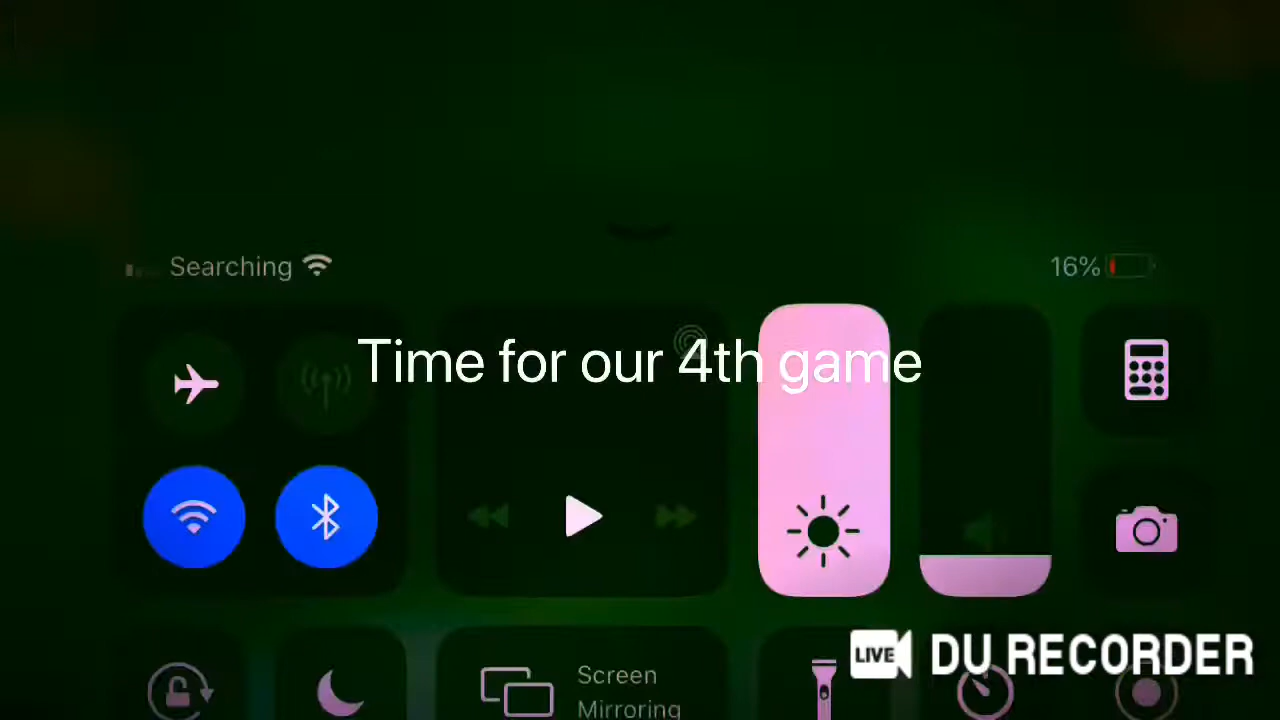 Searching
16%
Time for our 4th game
LIVE DU RECORDER
Screen
Mirroring